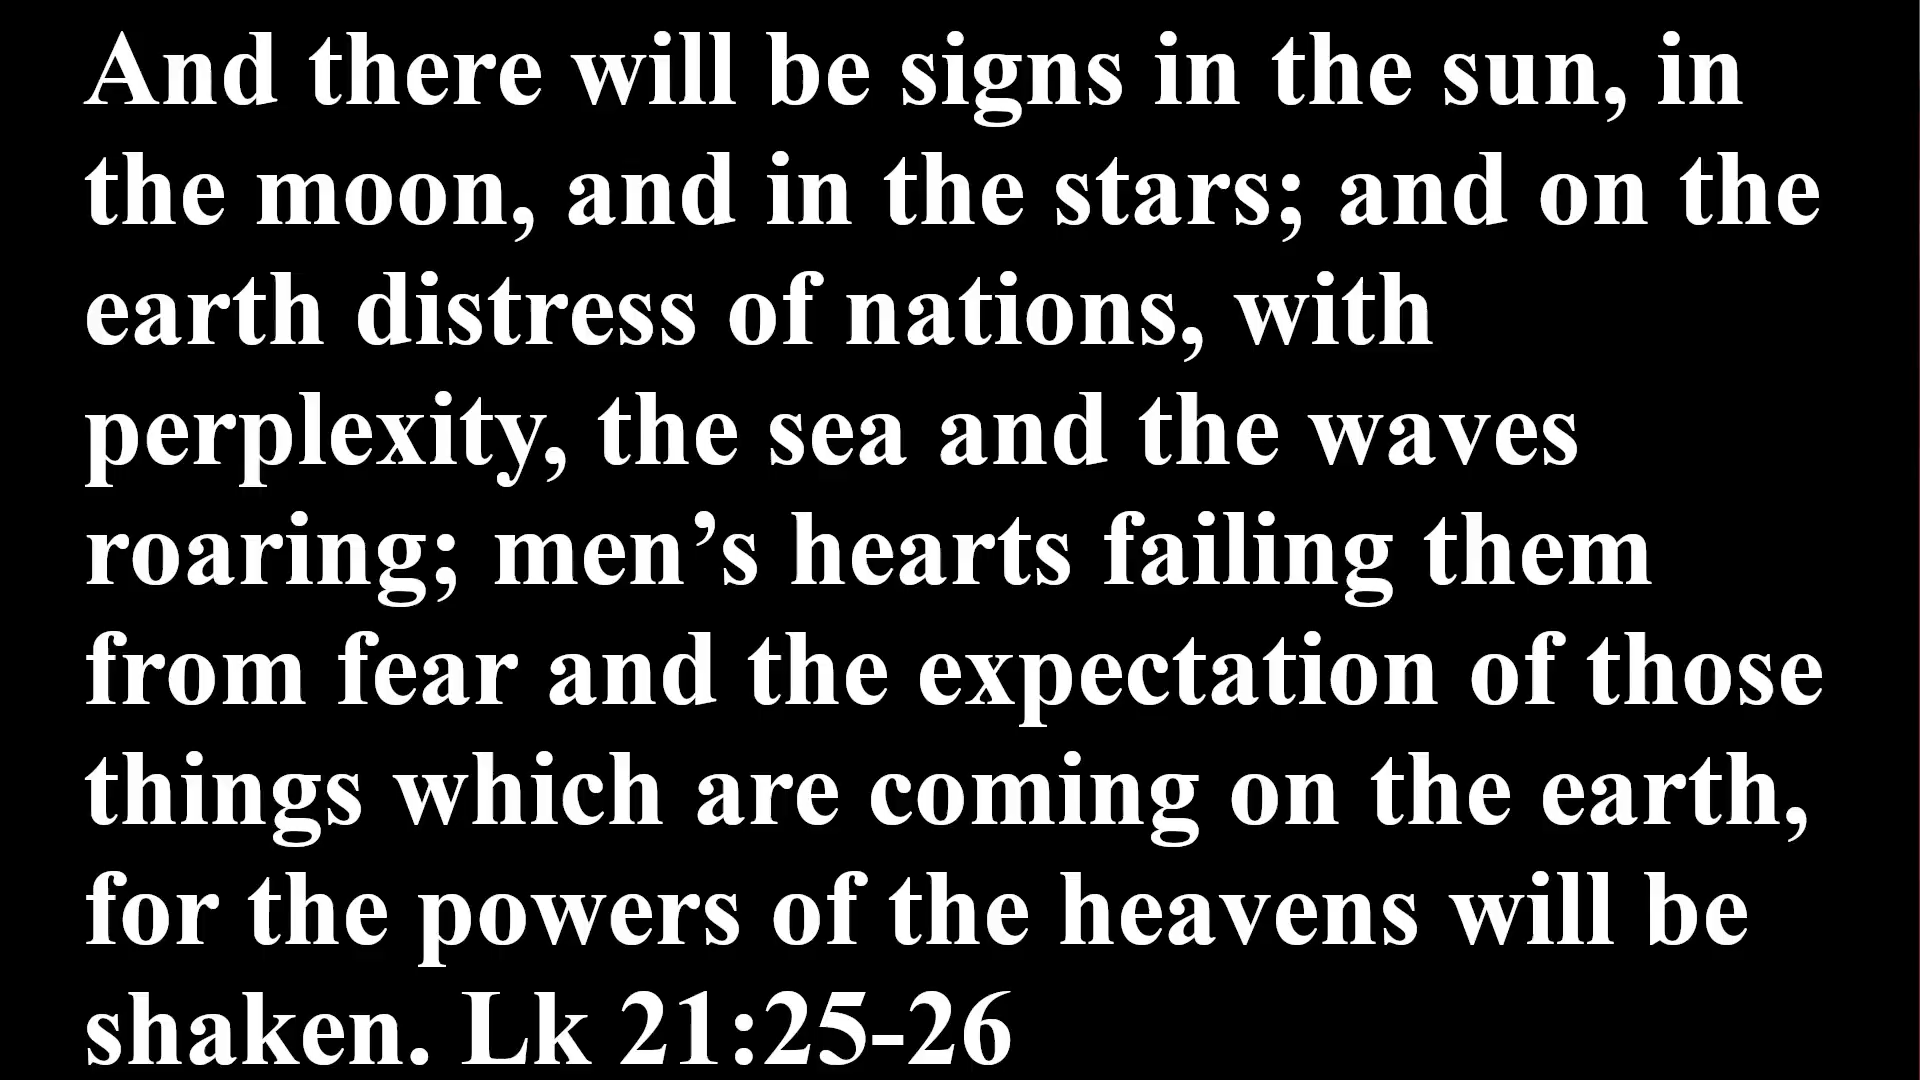 And there will be signs in the sun, in
the moon, and in the stars; and on the
earth distress of nations, with
perplexity, the sea and the waves
roaring; men’s hearts failing them
from fear and the expectation of those
things which are coming on the earth,
for the powers of the heavens will be
shaken. Lk 21:25-26